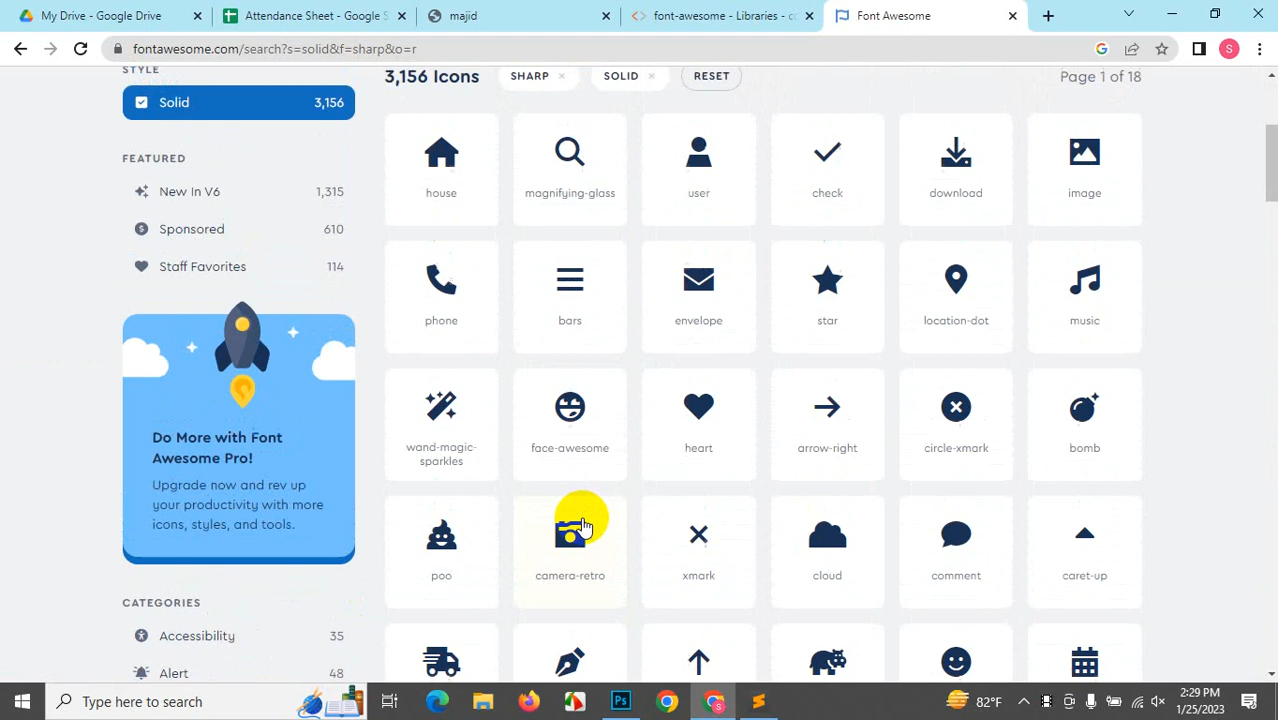 My Drive - Google Drive
Attendance Sheet - Google S
majid
font-awesome - Libraries - c
Font Awesome
fontawesome.com/search?s=solid&f=sharp&o=r
S
STYLE
Solid 3,156
FEATURED
New In V6 1,315
Sponsored 610
Staff Favorites 114
Do More with Font
Awesome Pro!
Upgrade now and rev up
your productivity with more
icons, styles, and tools.
CATEGORIES
Accessibility 35
Alert 48
3,156 Icons SHARP × SOLID × RESET Page 1 of 18
house magnifying-glass user check download image
phone bars envelope star location-dot music
wand-magic-
sparkles face-awesome heart arrow-right circle-xmark bomb
poo camera-retro xmark cloud comment caret-up
Type here to search
Ps
82°F
2:29 PM
1/25/2023